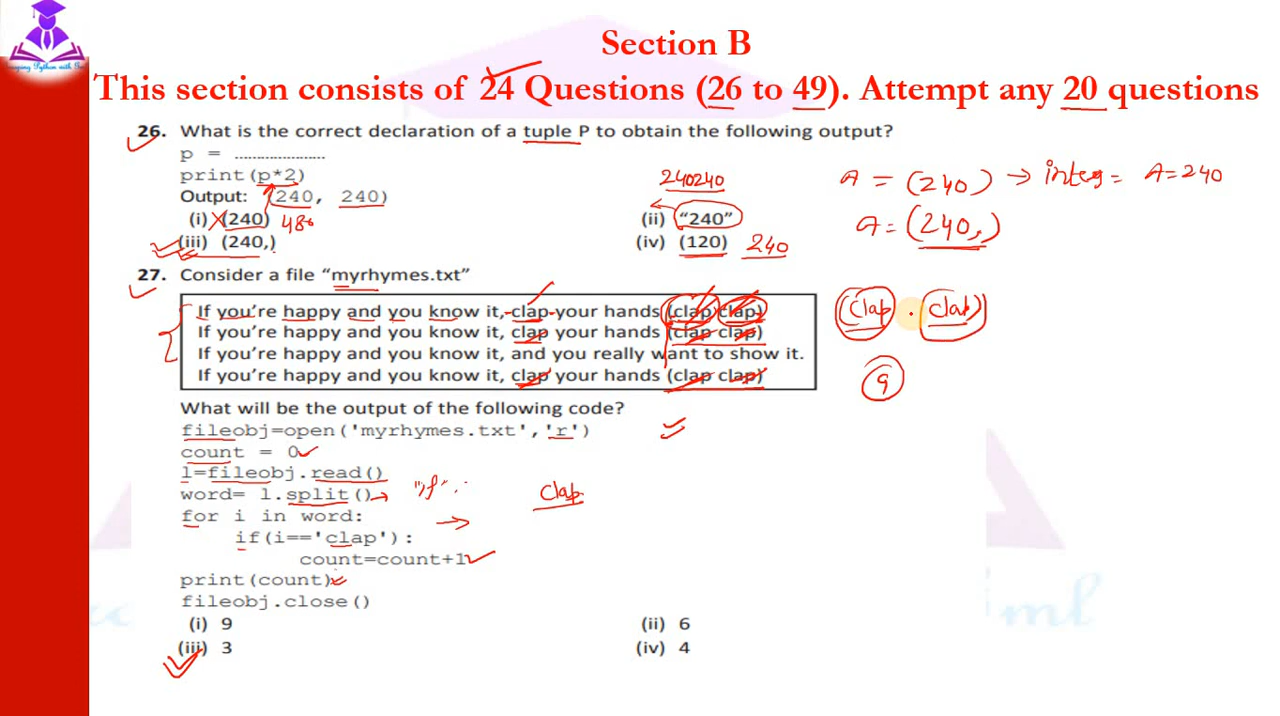 Section B
This section consists of 24 Questions (26 to 49). Attempt any 20 questions
26. What is the correct declaration of a tuple P to obtain the following output?
p = ........................
print(p*2)
Output: (240, 240)
240240
(i) (240) 480
(ii) “240”
(iii) (240,)
(iv) (120) 240
A = (240) → A=240
A = (240,)
27. Consider a file “myrhymes.txt”
If you’re happy and you know it, clap your hands (clap clap)
If you’re happy and you know it, clap your hands (clap clap)
If you’re happy and you know it, and you really want to show it.
If you’re happy and you know it, clap your hands (clap clap)
(clap . clap)
9
What will be the output of the following code?
fileobj=open('myrhymes.txt','r')
count = 0
l=fileobj.read()
word= l.split() → "if" Clap
for i in word:
if(i=='clap'):
count=count+1
print(count)
fileobj.close()
(i) 9
(ii) 6
(iii) 3
(iv) 4